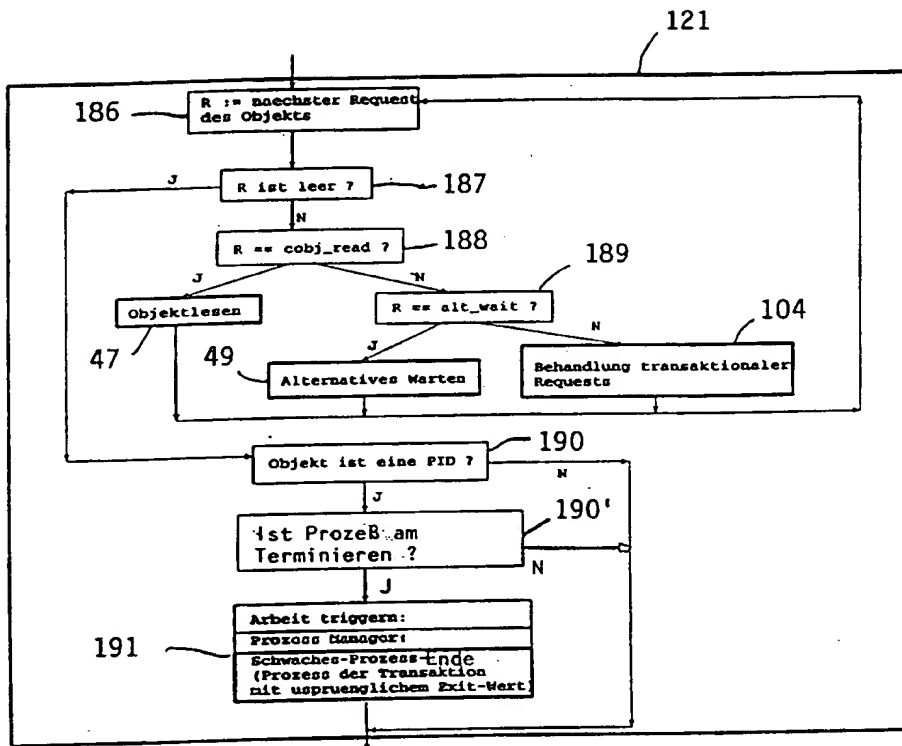 121
186
R := naechster Request
des Objekts
J
R ist leer ?
187
N
R == cobj_read ?
188
J
N
189
Objektlesen
R == alt_wait ?
47
49
J
N
104
Alternatives Warten
Behandlung transaktionaler
Requests
190
Objekt ist eine PID ?
N
J
190'
Ist Prozeß am
Terminieren ?
N
J
191
Arbeit triggern:
Prozess Manager:
Schwaches-Prozess-Ende
(Prozess der Transaktion
mit uspruenglichem Exit-Wert)